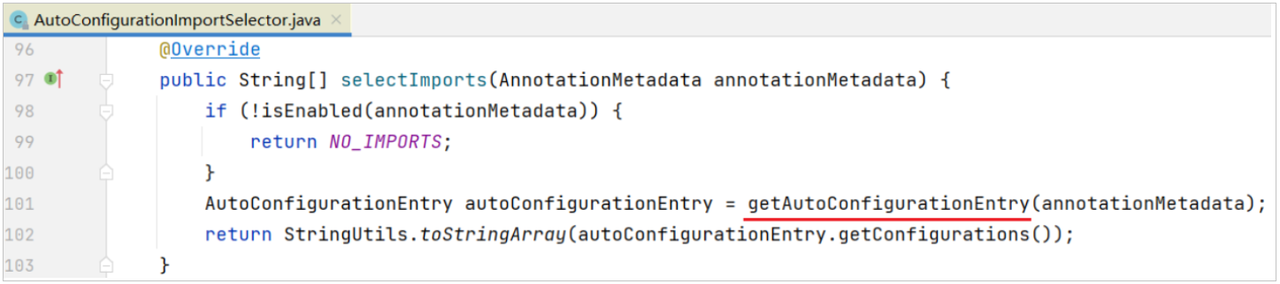 AutoConfigurationImportSelector.java
96 @Override
97 public String[] selectImports(AnnotationMetadata annotationMetadata) {
98 if (!isEnabled(annotationMetadata)) {
99 return NO_IMPORTS;
100 }
101 AutoConfigurationEntry autoConfigurationEntry = getAutoConfigurationEntry(annotationMetadata);
102 return StringUtils.toStringArray(autoConfigurationEntry.getConfigurations());
103 }